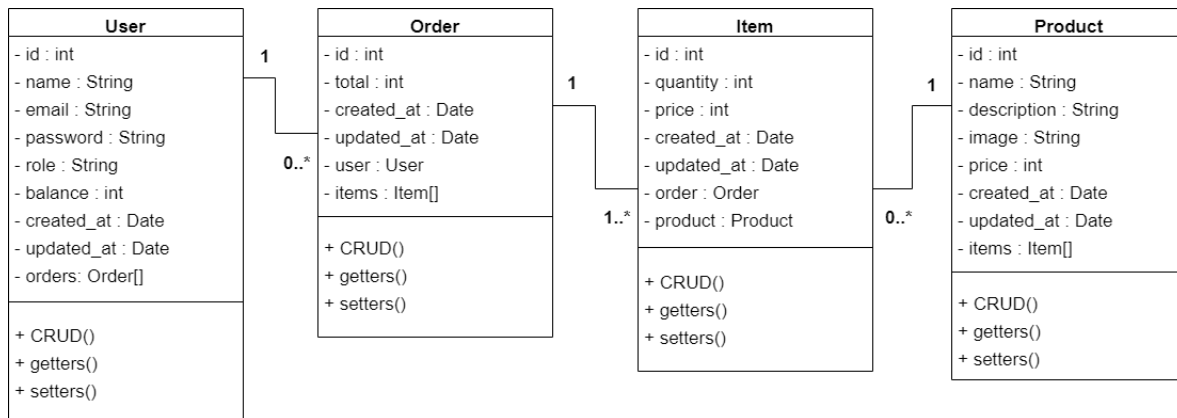 User
- id : int
- name : String
- email : String
- password : String
- role : String
- balance : int
- created_at : Date
- updated_at : Date
- orders: Order[]
+ CRUD()
+ getters()
+ setters()
1
0..*
Order
- id : int
- total : int
- created_at : Date
- updated_at : Date
- user : User
- items : Item[]
+ CRUD()
+ getters()
+ setters()
1
1..*
Item
- id : int
- quantity : int
- price : int
- created_at : Date
- updated_at : Date
- order : Order
- product : Product
+ CRUD()
+ getters()
+ setters()
1
0..*
Product
- id : int
- name : String
- description : String
- image : String
- price : int
- created_at : Date
- updated_at : Date
- items : Item[]
+ CRUD()
+ getters()
+ setters()